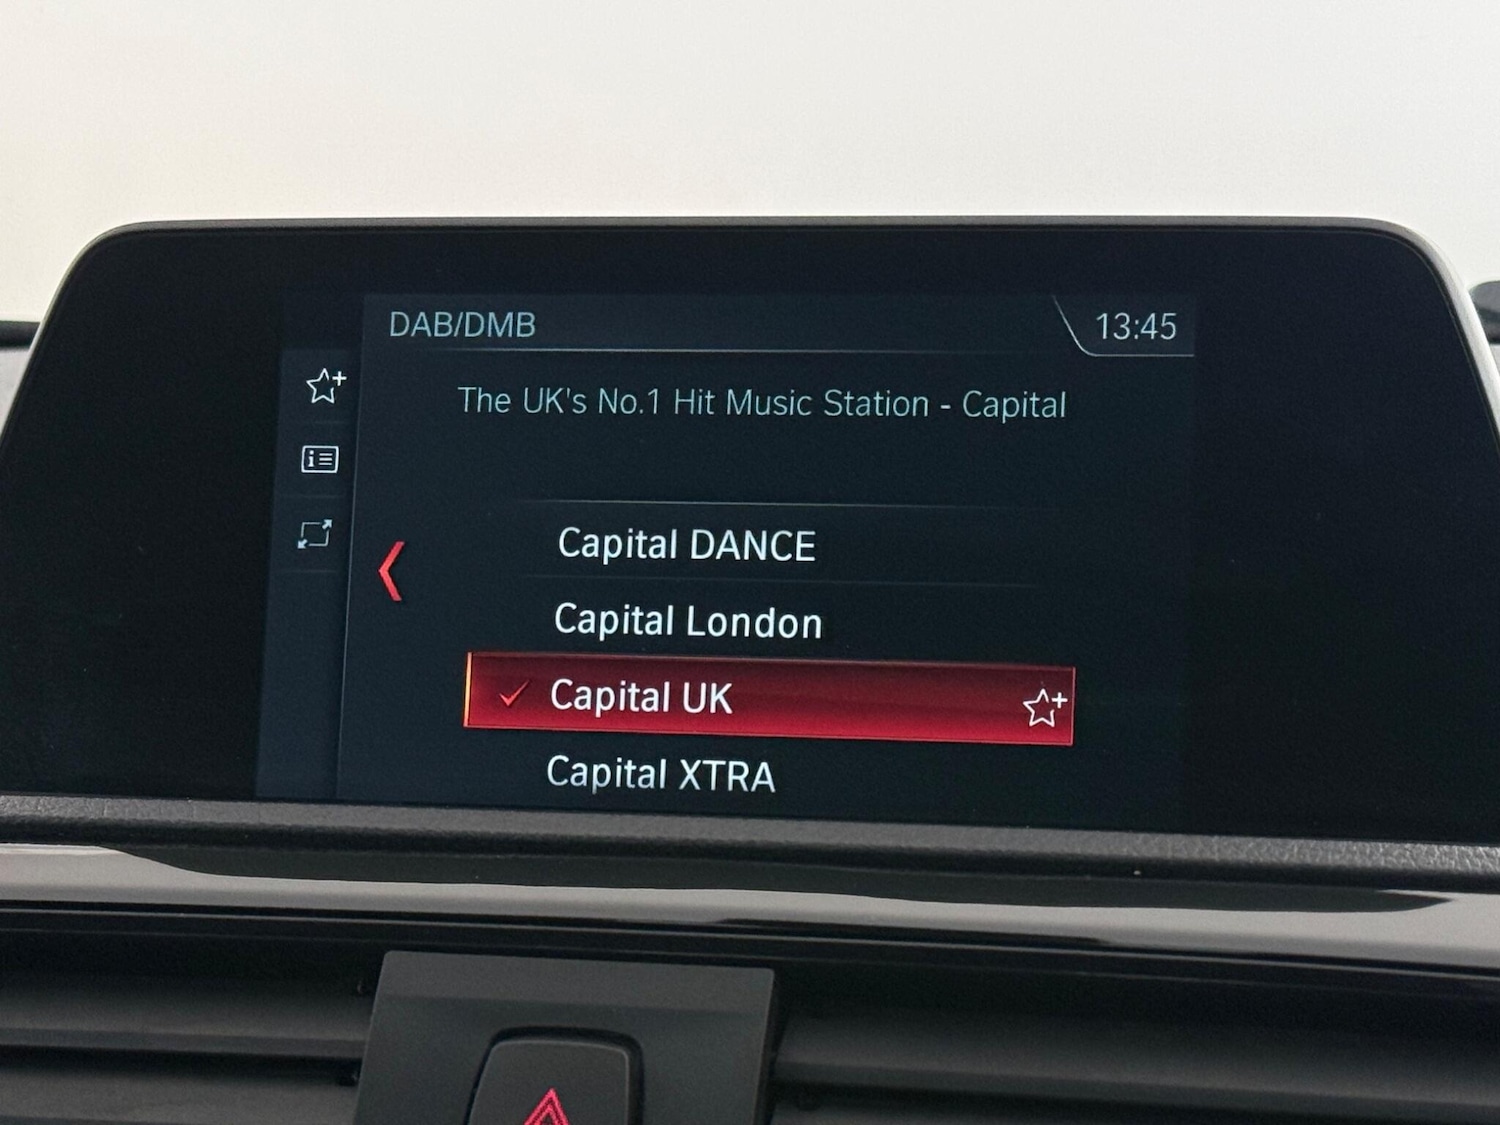 DAB/DMB
13:45
The UK's No.1 Hit Music Station - Capital
Capital DANCE
Capital London
Capital UK
Capital XTRA